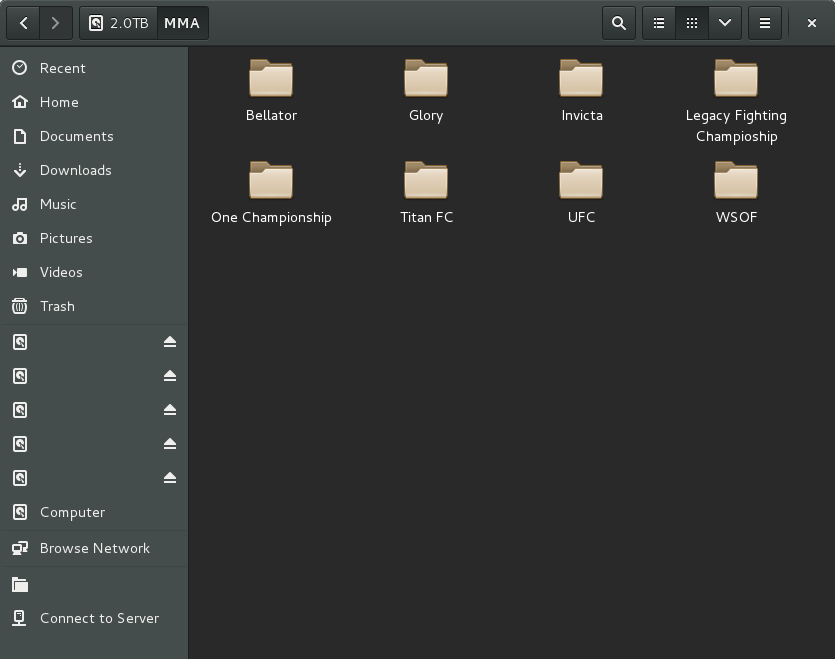 2.0TB MMA
Recent
Home
Documents
Downloads
Music
Pictures
Videos
Trash
Computer
Browse Network
Connect to Server
Bellator
Glory
Invicta
Legacy Fighting
Champioship
One Championship
Titan FC
UFC
WSOF